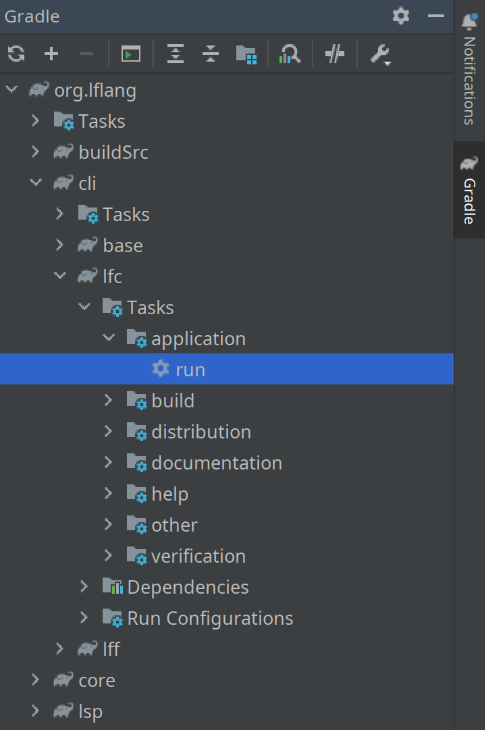 Gradle
org.lflang
Tasks
buildSrc
cli
Tasks
base
lfc
Tasks
application
run
build
distribution
documentation
help
other
verification
Dependencies
Run Configurations
lff
core
lsp
Notifications
Gradle